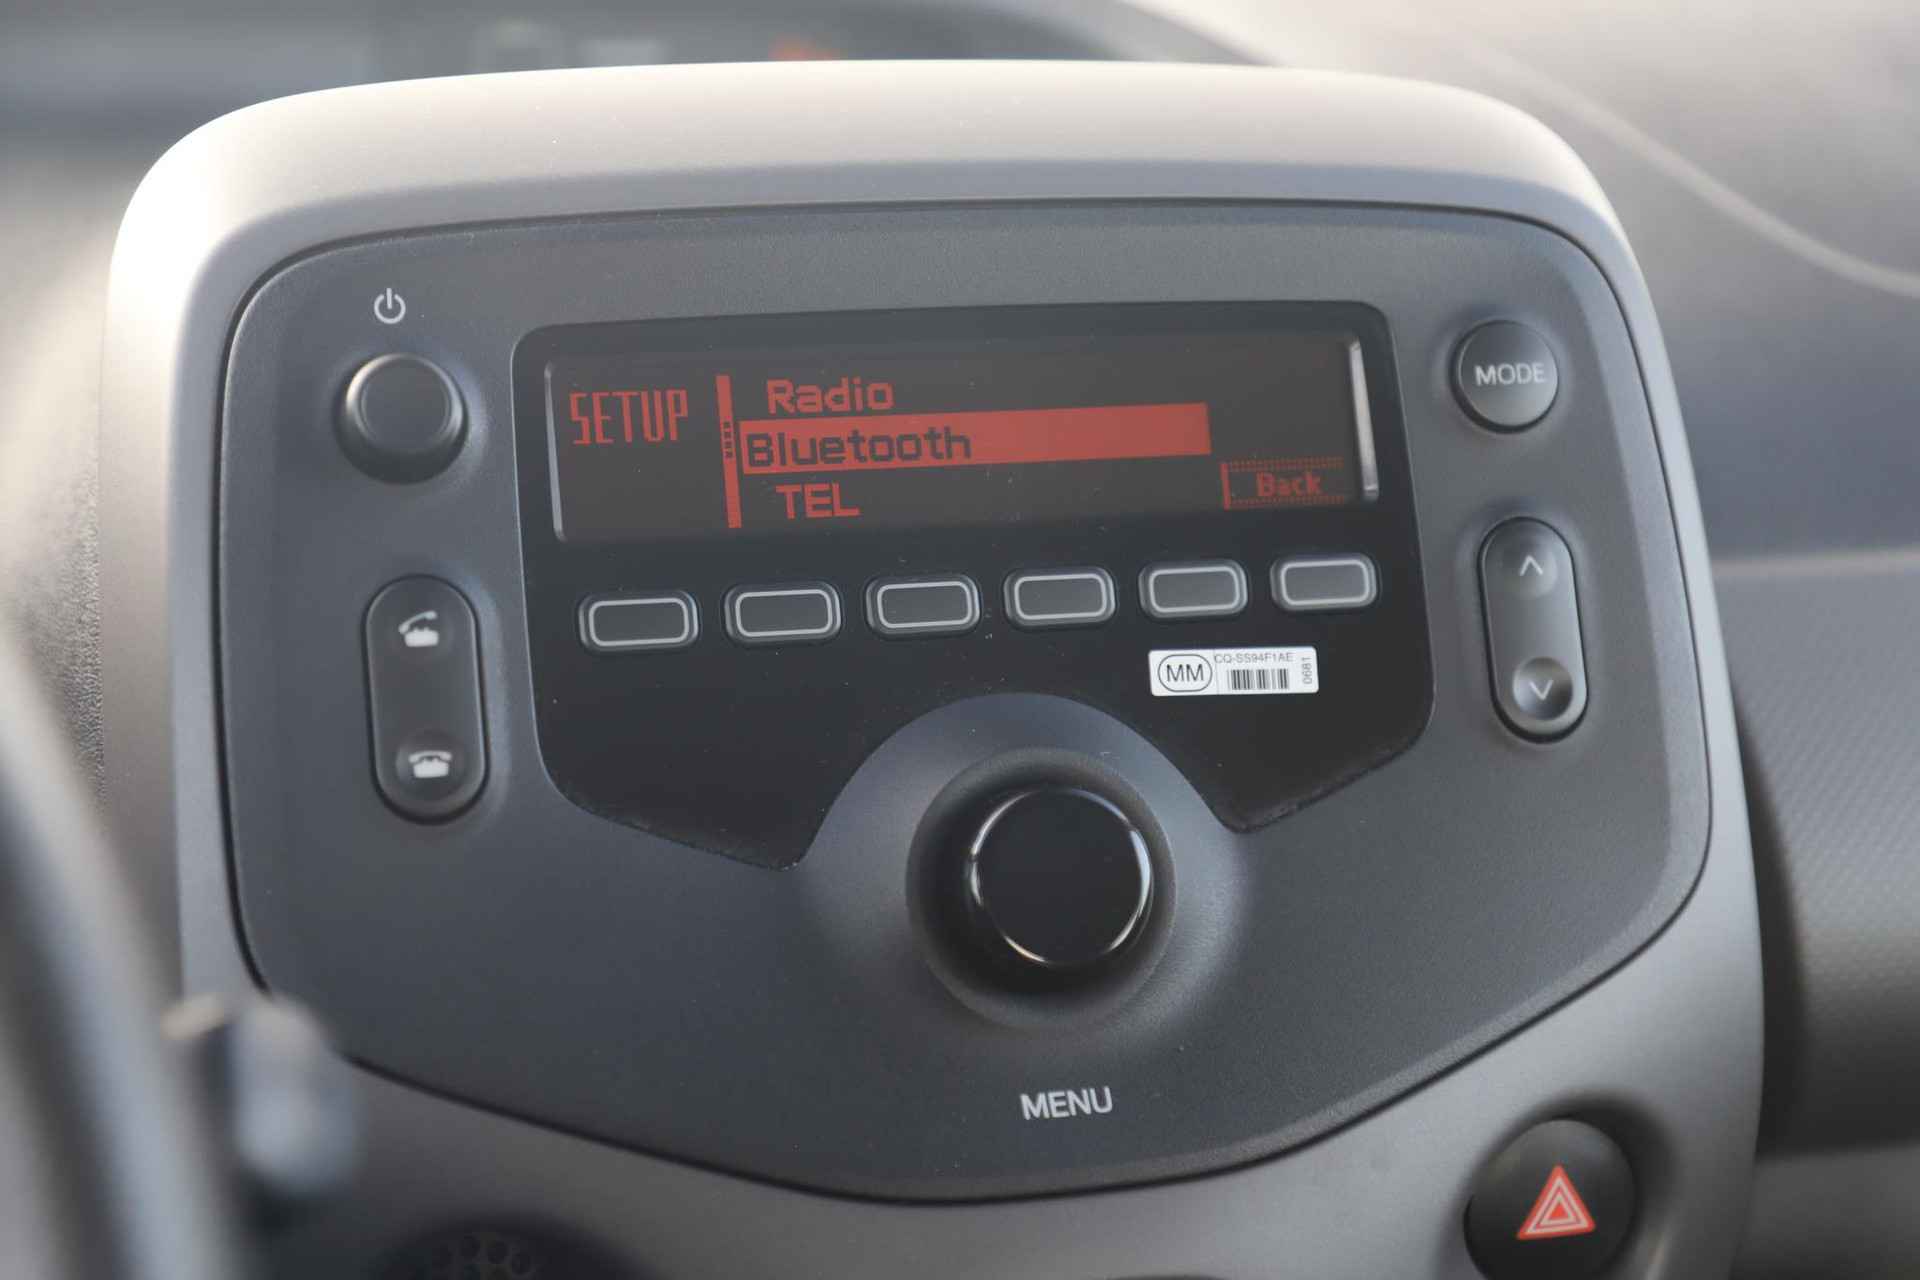 SETUP
Radio
Bluetooth
TEL
Back
MODE
MM
CQ-SS94F1AE
0681
MENU